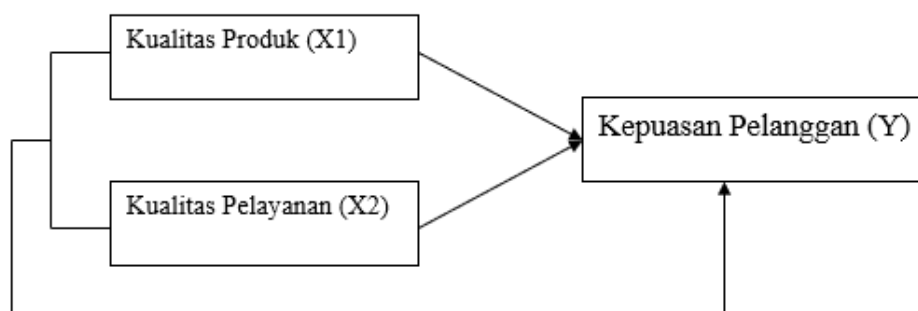 Kualitas Produk (X1)
Kepuasan Pelanggan (Y)
Kualitas Pelayanan (X2)